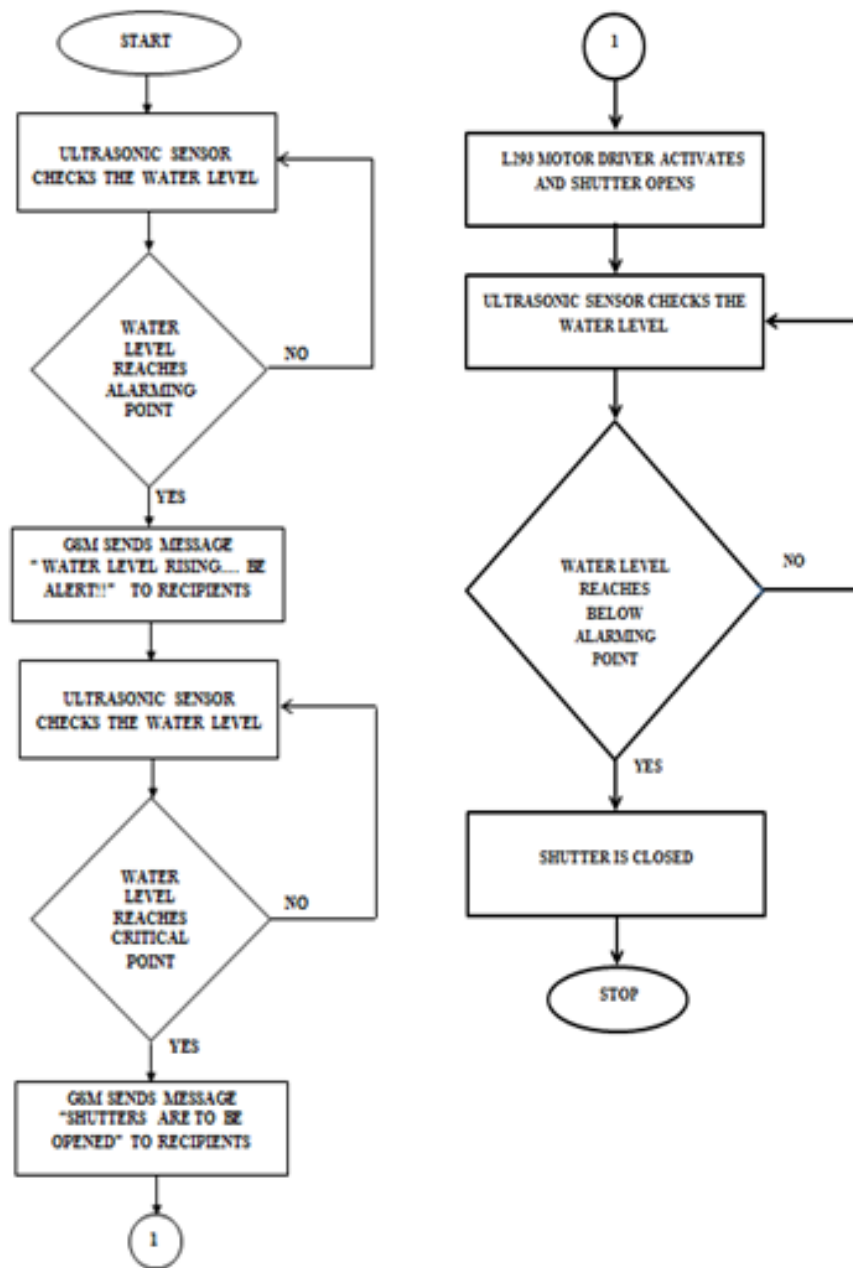 START
ULTRASONIC SENSOR
CHECKS THE WATER LEVEL
WATER
LEVEL
REACHES
ALARMING
POINT
NO
YES
GSM SENDS MESSAGE
" WATER LEVEL RISING.... BE
ALERT!!" TO RECIPIENTS
ULTRASONIC SENSOR
CHECKS THE WATER LEVEL
WATER
LEVEL
REACHES
CRITICAL
POINT
NO
YES
GSM SENDS MESSAGE
"SHUTTERS ARE TO BE
OPENED" TO RECIPIENTS
1
1
L293 MOTOR DRIVER ACTIVATES
AND SHUTTER OPENS
ULTRASONIC SENSOR CHECKS THE
WATER LEVEL
WATER LEVEL
REACHES
BELOW
ALARMING
POINT
NO
YES
SHUTTER IS CLOSED
STOP